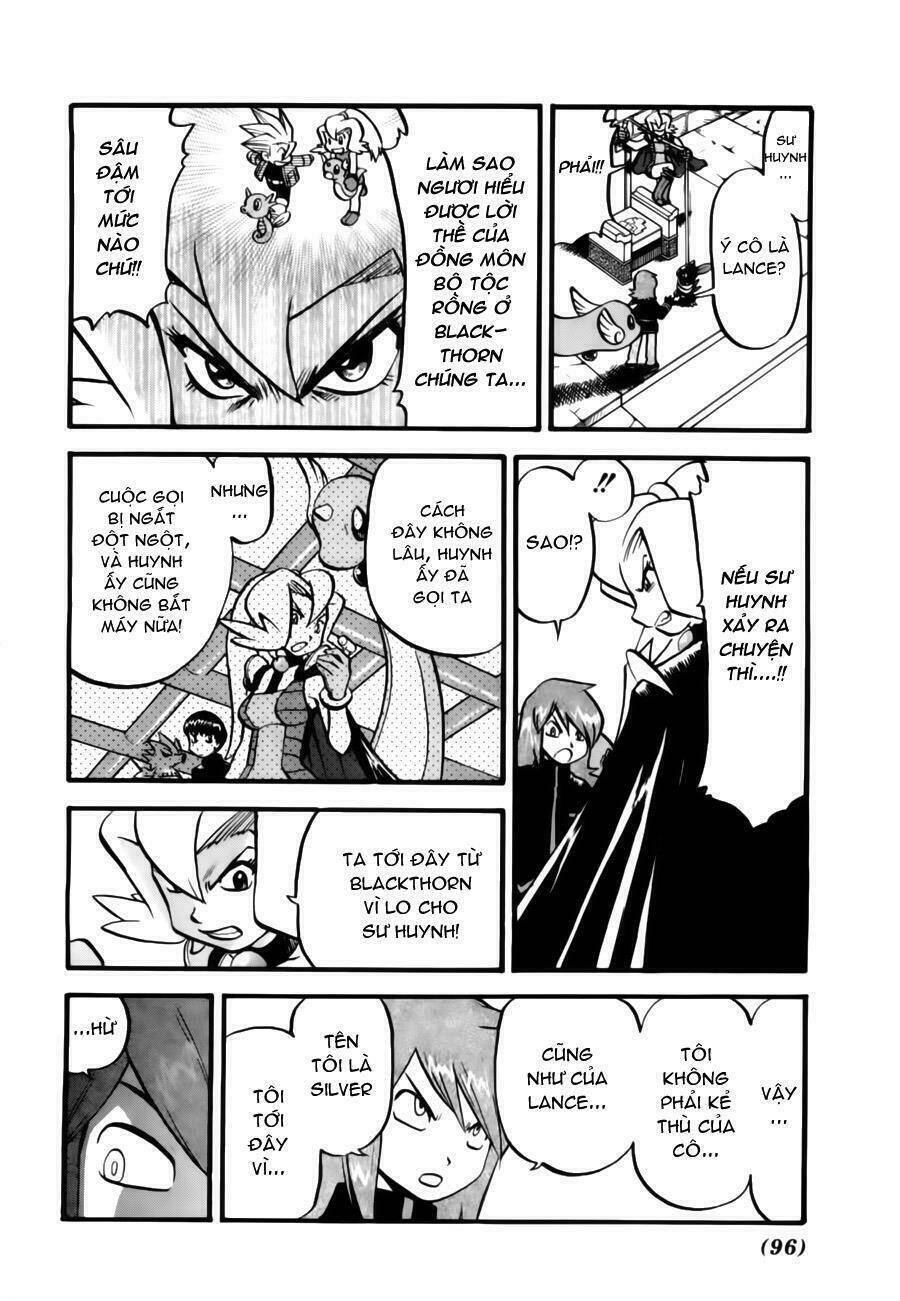 SƯ
HUYNH
...
Ý CÔ LÀ
LANCE?
PHẢI!!
LÀM SAO
NGƯƠI HIỂU
ĐƯỢC LỜI
THỀ CỦA
ĐỒNG MÔN
BỘ TỘC
RỒNG Ở
BLACK-
THORN
CHÚNG TA...
SÂU
ĐẬM
TỚI
MỨC
NÀO
CHỨ!!
NẾU SƯ
HUYNH
XẢY RA
CHUYỆN
THÌ....!!
!!
SAO!?
CÁCH
ĐÂY KHÔNG
LÂU, HUYNH
ẤY ĐÃ
GỌI TA
NHƯNG
...
CUỘC GỌI
BỊ NGẮT
ĐỘT NGỘT,
VÀ HUYNH
ẤY CŨNG
KHÔNG BẮT
MÁY NỮA!
TA TỚI ĐÂY TỪ
BLACKTHORN
VÌ LO CHO
SƯ HUYNH!
VẬY
...
TÔI
KHÔNG
PHẢI KẺ
THÙ CỦA
CÔ...
CŨNG
NHƯ CỦA
LANCE...
TÊN
TÔI LÀ
SILVER
TÔI
TỚI
ĐÂY
VÌ...
...HỪ
(96)